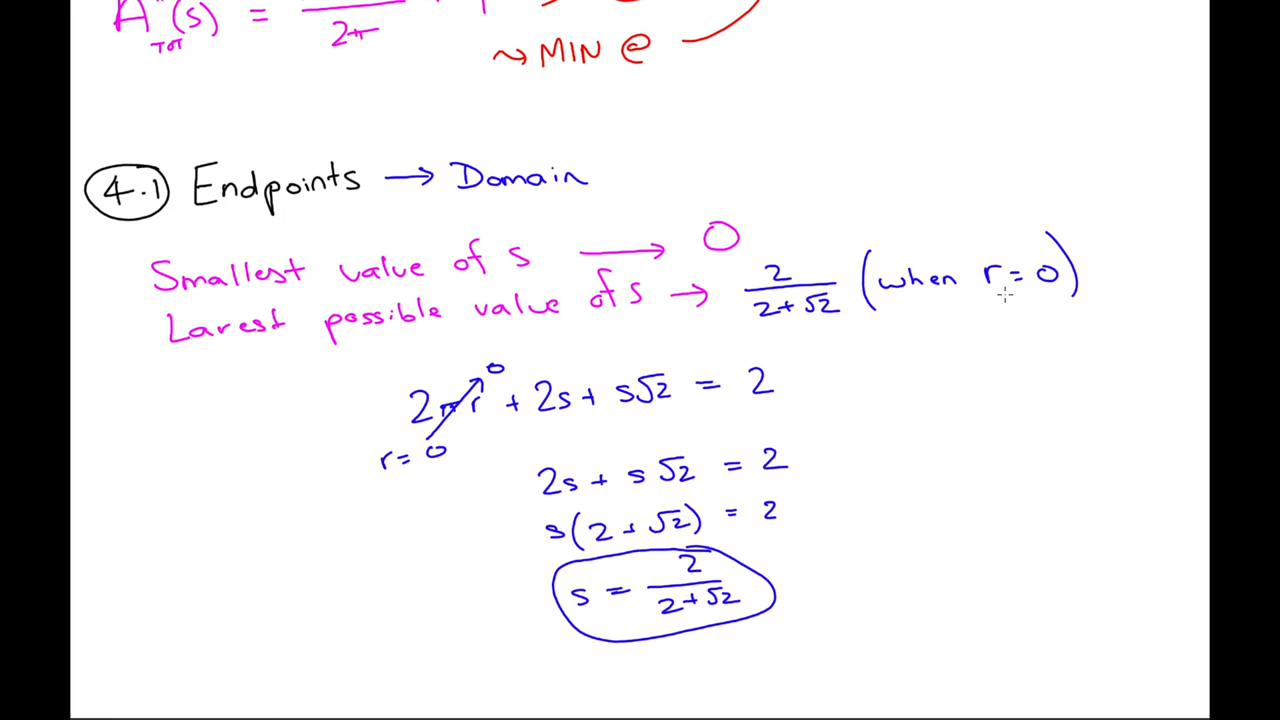 A"TOT(s) = 2π
↝ MIN @
4.1 Endpoints → Domain
Smallest value of s → 0
Larest possible value of s → 2/(2+√2) (when r = 0)
2πr → 0 + 2s + s√2 = 2
r = 0
2s + s√2 = 2
s(2 + √2) = 2
s = 2/(2+√2)